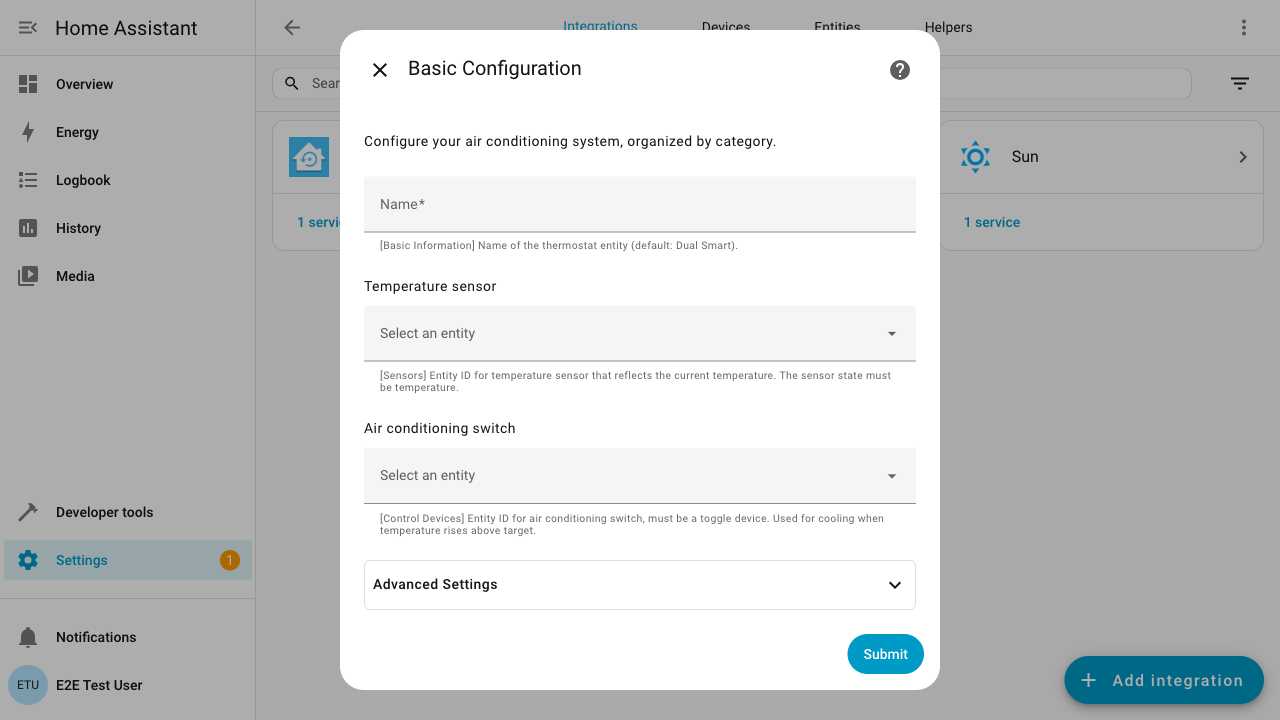 Home Assistant
Integrations
Devices
Entities
Helpers
Overview
Energy
Logbook
History
Media
Developer tools
Settings
1
Notifications
ETU
E2E Test User
Sear
1 servi
Sun
1 service
Add integration
Basic Configuration
Configure your air conditioning system, organized by category.
Name*
[Basic Information] Name of the thermostat entity (default: Dual Smart).
Temperature sensor
Select an entity
[Sensors] Entity ID for temperature sensor that reflects the current temperature. The sensor state must
be temperature.
Air conditioning switch
Select an entity
[Control Devices] Entity ID for air conditioning switch, must be a toggle device. Used for cooling when
temperature rises above target.
Advanced Settings
Submit